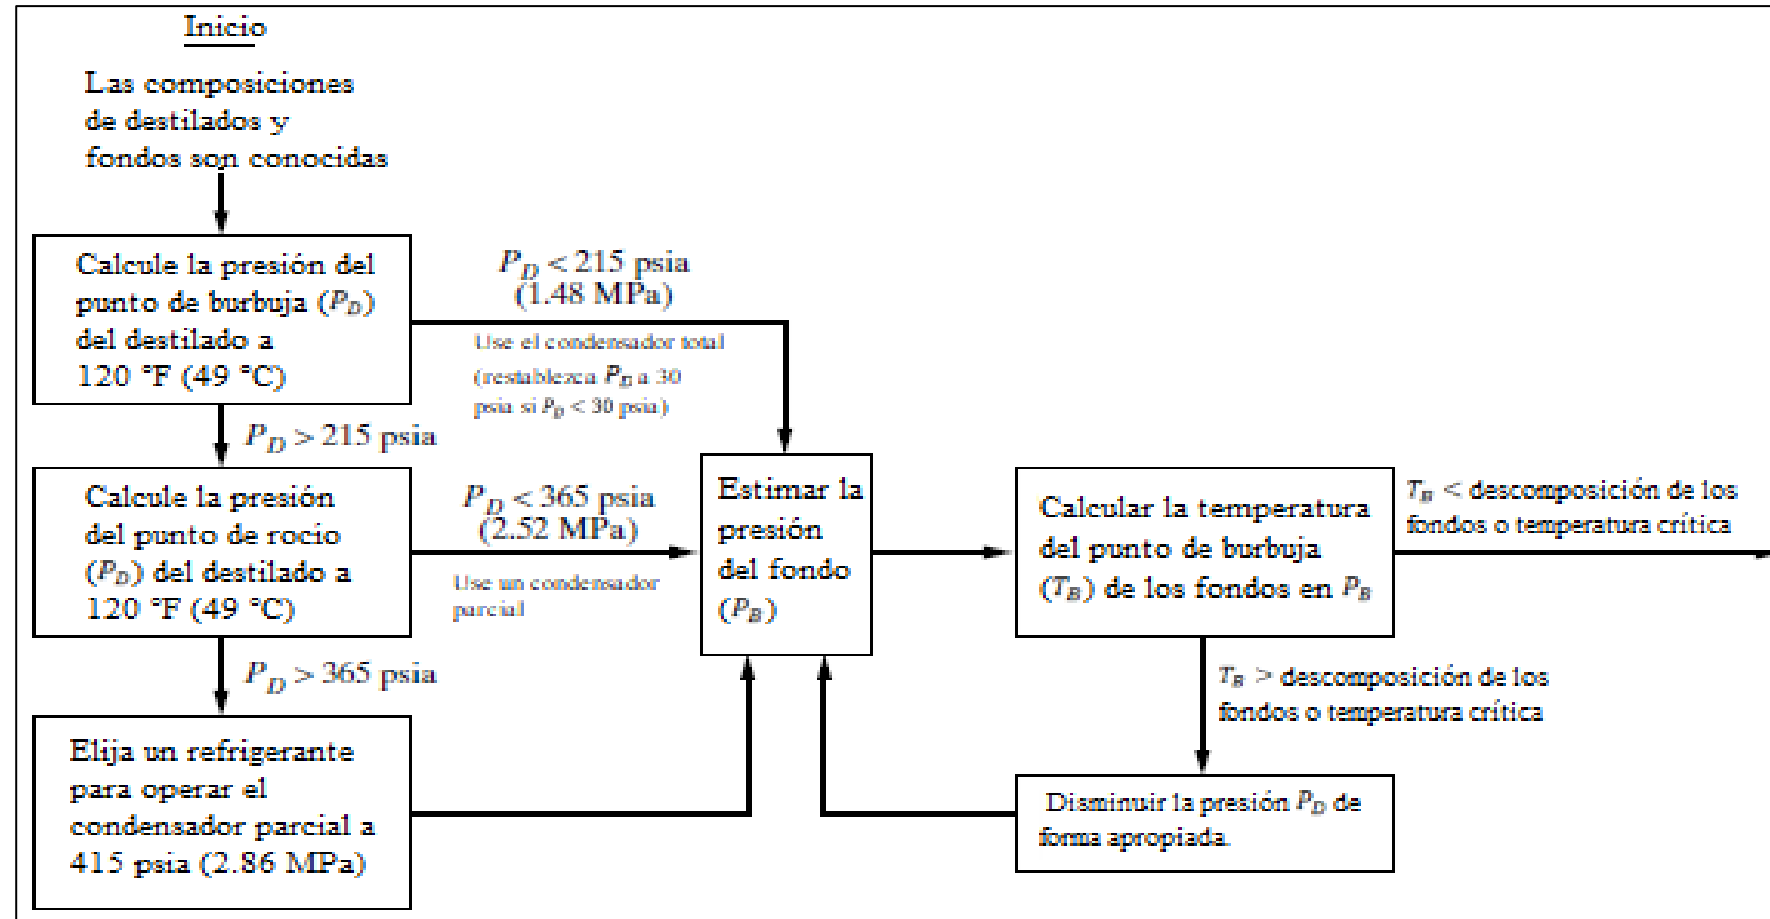 Inicio
Las composiciones
de destilados y
fondos son conocidas
Calcule la presión del
punto de burbuja (P_D)
del destilado a
120 °F (49 °C)
P_D < 215 psia
(1.48 MPa)
Use el condensador total
(restablezca P_D a 30
psia si P_D < 30 psia)
P_D > 215 psia
Calcule la presión
del punto de rocio
(P_D) del destilado a
120 °F (49 °C)
P_D < 365 psia
(2.52 MPa)
Use un condensador
parcial
Estimar la
presión
del fondo
(P_B)
Calcular la temperatura
del punto de burbuja
(T_B) de los fondos en P_B
T_B < descomposición de los
fondos o temperatura crítica
P_D > 365 psia
T_B > descomposición de los
fondos o temperatura crítica
Elija un refrigerante
para operar el
condensador parcial a
415 psia (2.86 MPa)
Disminuir la presión P_D de
forma apropiada.